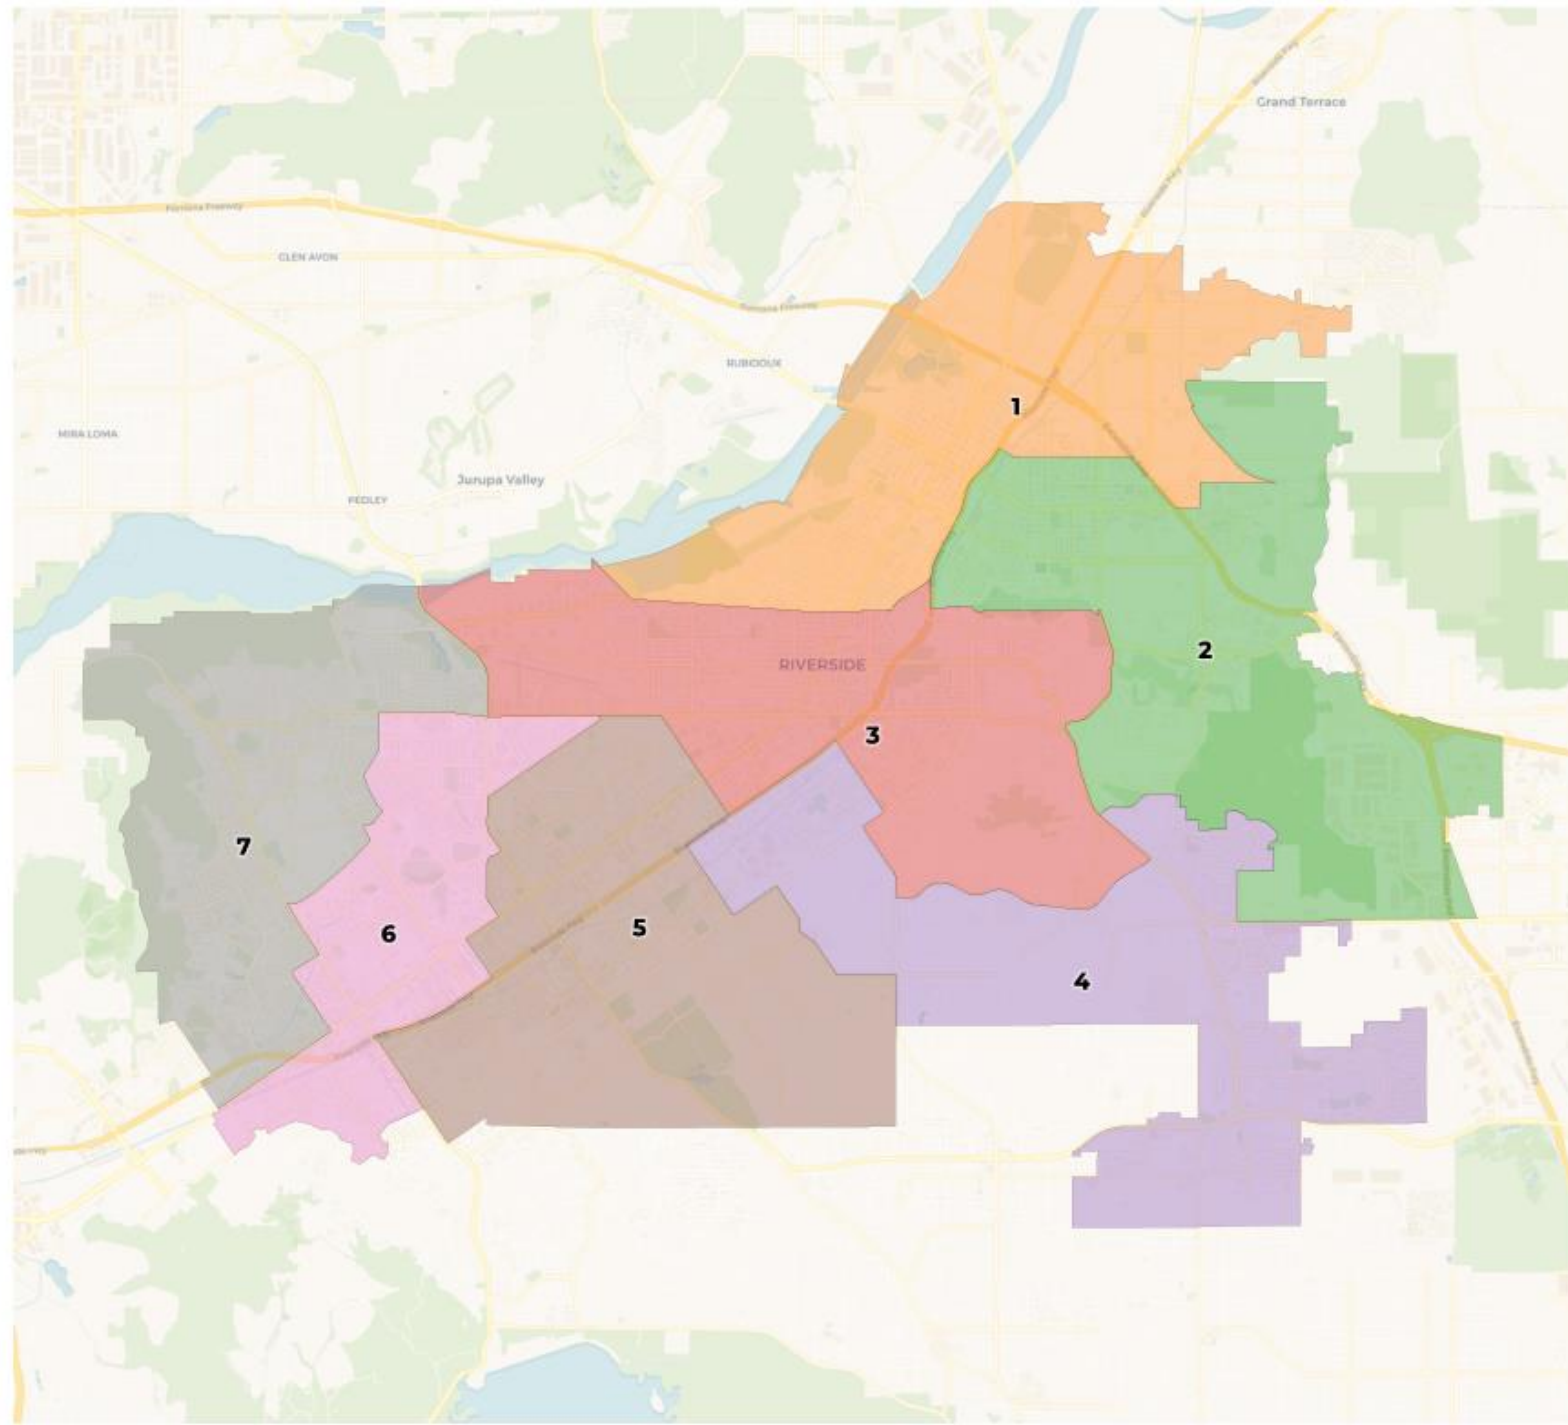 Grand Terrace
Pomona Freeway
GLEN AVON
Pomona Freeway
RUBIDOUX
1
MIRA LOMA
Jurupa Valley
PEDLEY
2
RIVERSIDE
3
7
5
6
4